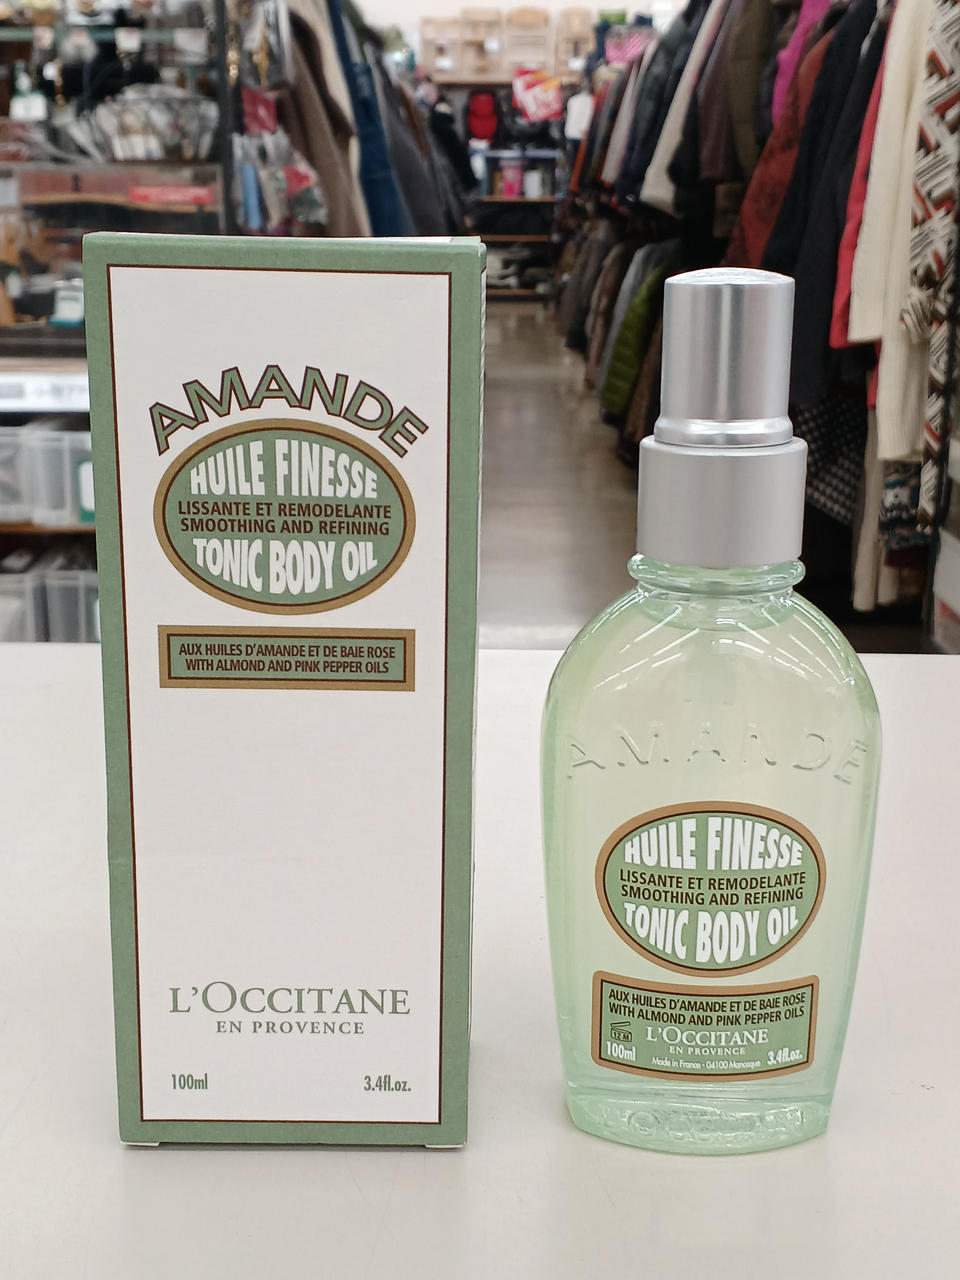 AMANDE
HUILE FINESSE
LISSANTE ET REMODELANTE
SMOOTHING AND REFINING
TONIC BODY OIL
AUX HUILES D'AMANDE ET DE BAIE ROSE
WITH ALMOND AND PINK PEPPER OILS
L'OCCITANE
EN PROVENCE
100ml 3.4fl.oz.
AMANDE
HUILE FINESSE
LISSANTE ET REMODELANTE
SMOOTHING AND REFINING
TONIC BODY OIL
AUX HUILES D'AMANDE ET DE BAIE ROSE
WITH ALMOND AND PINK PEPPER OILS
12 M
L'OCCITANE
EN PROVENCE
100ml Made in France - 04100 Manosque 3.4fl.oz.